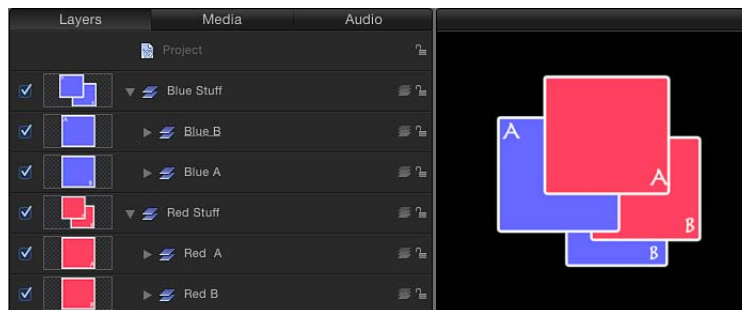 Layers Media Audio
Project
Blue Stuff
Blue B
Blue A
Red Stuff
Red A
Red B
A
A
B
B